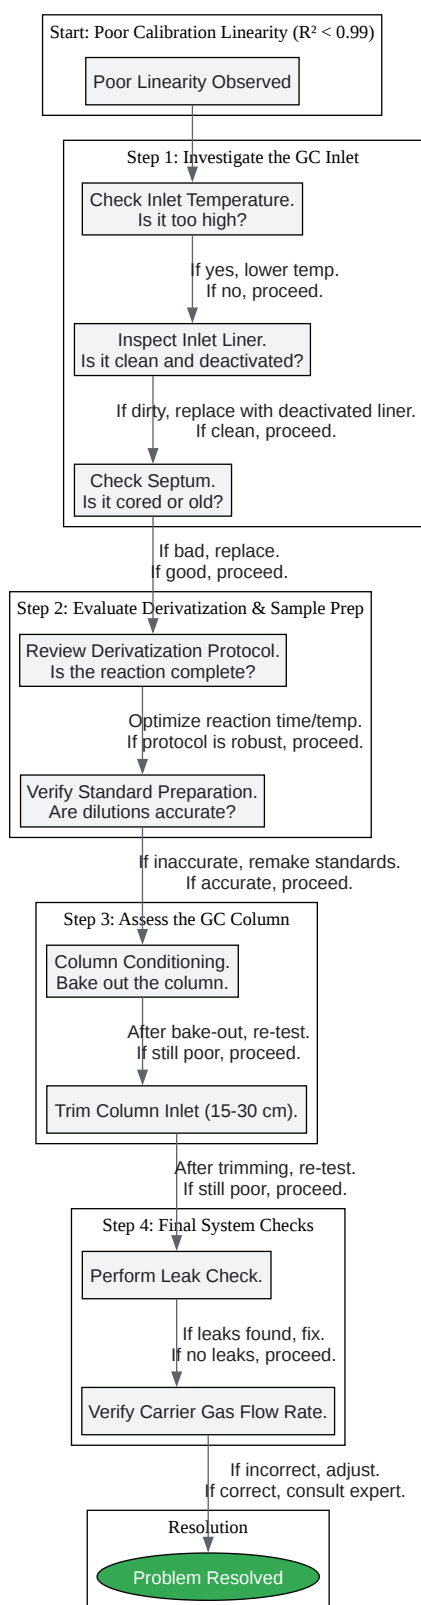 Start: Poor Calibration Linearity (R² < 0.99)
Poor Linearity Observed
Step 1: Investigate the GC Inlet
Check Inlet Temperature.
Is it too high?
If yes, lower temp.
If no, proceed.
Inspect Inlet Liner.
Is it clean and deactivated?
If dirty, replace with deactivated liner.
If clean, proceed.
Check Septum.
Is it cored or old?
If bad, replace.
If good, proceed.
Step 2: Evaluate Derivatization & Sample Prep
Review Derivatization Protocol.
Is the reaction complete?
Optimize reaction time/temp.
If protocol is robust, proceed.
Verify Standard Preparation.
Are dilutions accurate?
If inaccurate, remake standards.
If accurate, proceed.
Step 3: Assess the GC Column
Column Conditioning.
Bake out the column.
After bake-out, re-test.
If still poor, proceed.
Trim Column Inlet (15-30 cm).
After trimming, re-test.
If still poor, proceed.
Step 4: Final System Checks
Perform Leak Check.
If leaks found, fix.
If no leaks, proceed.
Verify Carrier Gas Flow Rate.
If incorrect, adjust.
If correct, consult expert.
Resolution
Problem Resolved